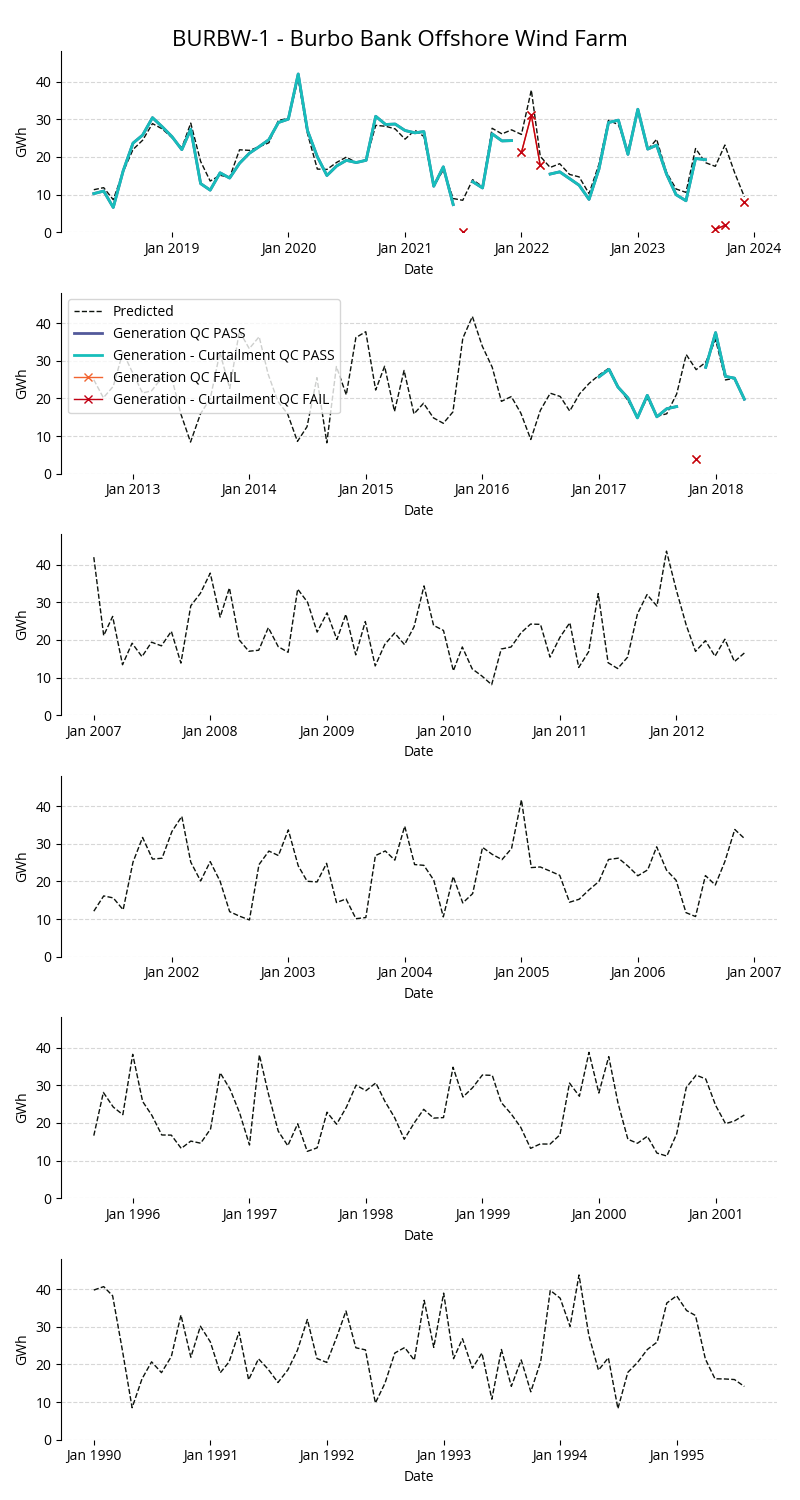 BURBW-1 - Burbo Bank Offshore Wind Farm
40
30
20
10
0
GWh
Jan 2019 Jan 2020 Jan 2021 Jan 2022 Jan 2023 Jan 2024
Date
40
30
20
10
0
GWh
Predicted
Generation QC PASS
Generation - Curtailment QC PASS
Generation QC FAIL
Generation - Curtailment QC FAIL
Jan 2013 Jan 2014 Jan 2015 Jan 2016 Jan 2017 Jan 2018
Date
40
30
20
10
0
GWh
Jan 2007 Jan 2008 Jan 2009 Jan 2010 Jan 2011 Jan 2012
Date
40
30
20
10
0
GWh
Jan 2002 Jan 2003 Jan 2004 Jan 2005 Jan 2006 Jan 2007
Date
40
30
20
10
0
GWh
Jan 1996 Jan 1997 Jan 1998 Jan 1999 Jan 2000 Jan 2001
Date
40
30
20
10
0
GWh
Jan 1990 Jan 1991 Jan 1992 Jan 1993 Jan 1994 Jan 1995
Date